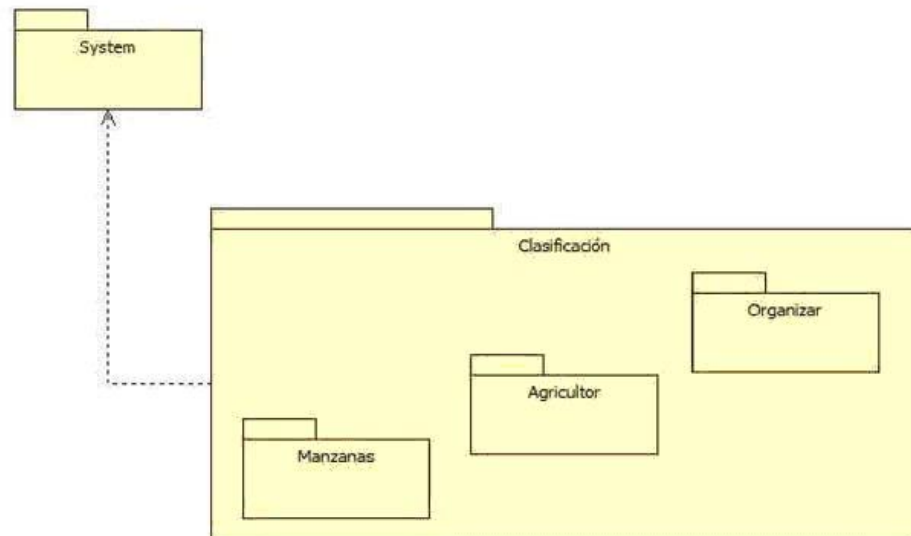 System
Clasificación
Organizar
Agricultor
Manzanas